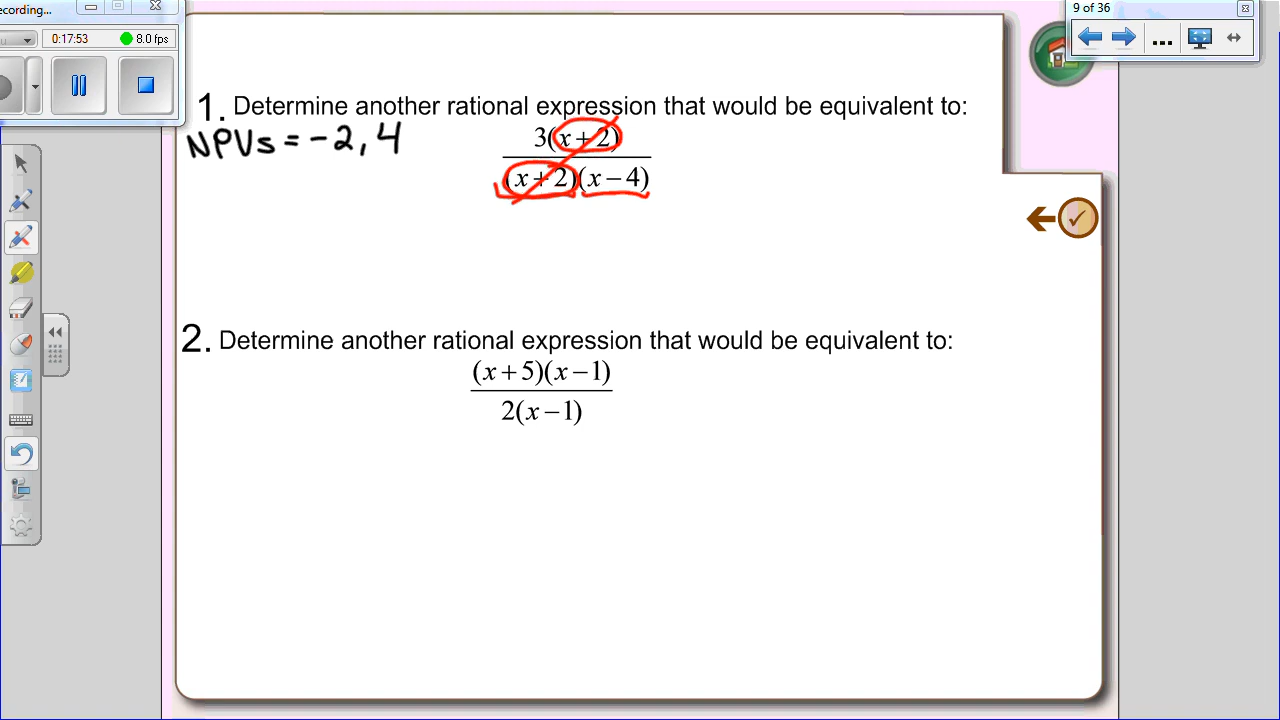 ecording...
9 of 36
0:17:53 8.0 fps
1. Determine another rational expression that would be equivalent to:
NPVs = -2, 4
3(x+2)
(x+2)(x-4)
2. Determine another rational expression that would be equivalent to:
(x+5)(x-1)
2(x-1)